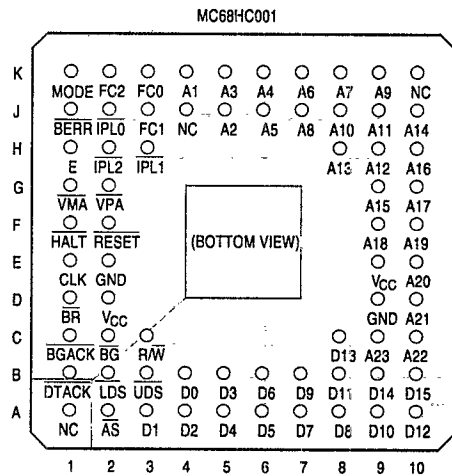 MC68HC001
K
MODE FC2 FC0 A1 A3 A4 A6 A7 A9 NC
J
BERR IPL0 FC1 NC A2 A5 A8 A10 A11 A14
H
E IPL2 IPL1 A13 A12 A16
G
VMA VPA A15 A17
F
HALT RESET (BOTTOM VIEW) A18 A19
E
CLK GND VCC A20
D
BR VCC GND A21
C
BGACK BG R/W D13 A23 A22
B
DTACK LDS UDS D0 D3 D6 D9 D11 D14 D15
A
NC AS D1 D2 D4 D5 D7 D8 D10 D12
1 2 3 4 5 6 7 8 9 10